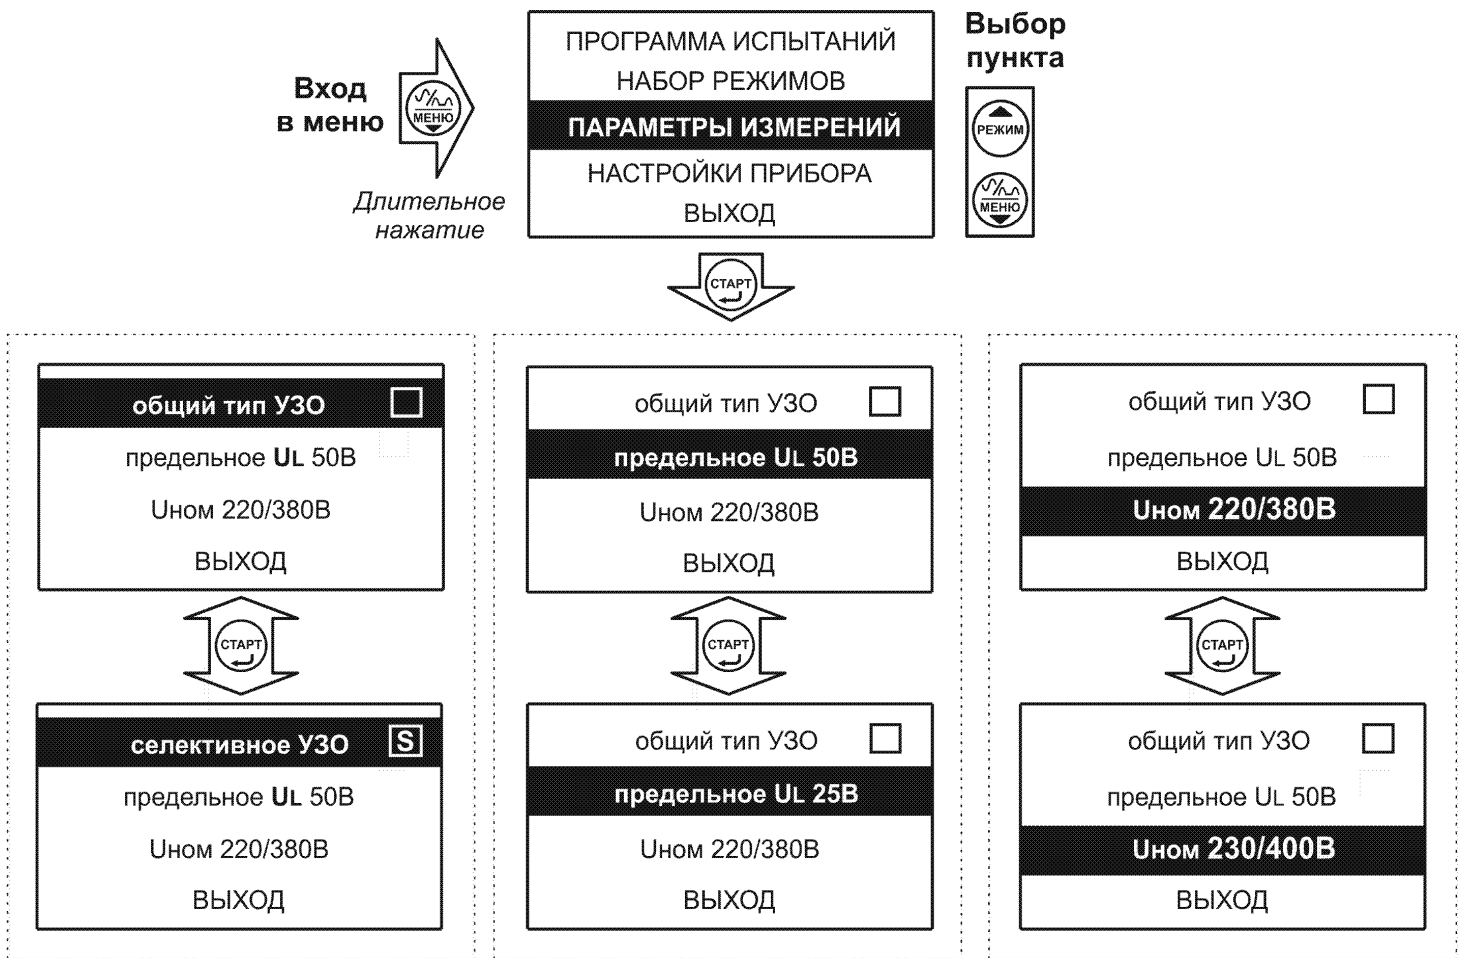 Вход
в меню
МЕНЮ
Длительное
нажатие
ПРОГРАММА ИСПЫТАНИЙ
НАБОР РЕЖИМОВ
ПАРАМЕТРЫ ИЗМЕРЕНИЙ
НАСТРОЙКИ ПРИБОРА
ВЫХОД
Выбор
пункта
РЕЖИМ
МЕНЮ
СТАРТ
общий тип УЗО
предельное UL 50В
Uном 220/380В
ВЫХОД
СТАРТ
селективное УЗО S
предельное UL 50В
Uном 220/380В
ВЫХОД
общий тип УЗО
предельное UL 50В
Uном 220/380В
ВЫХОД
СТАРТ
общий тип УЗО
предельное UL 25В
Uном 220/380В
ВЫХОД
общий тип УЗО
предельное UL 50В
Uном 220/380В
ВЫХОД
СТАРТ
общий тип УЗО
предельное UL 50В
Uном 230/400В
ВЫХОД